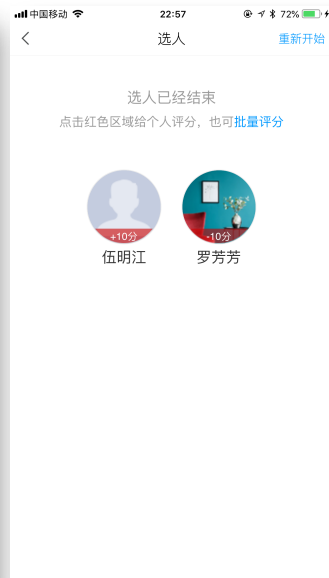 中国移动 22:57 72%
选人 重新开始
选人已经结束
点击红色区域给个人评分，也可批量评分
+10分 -10分
伍明江 罗芳芳